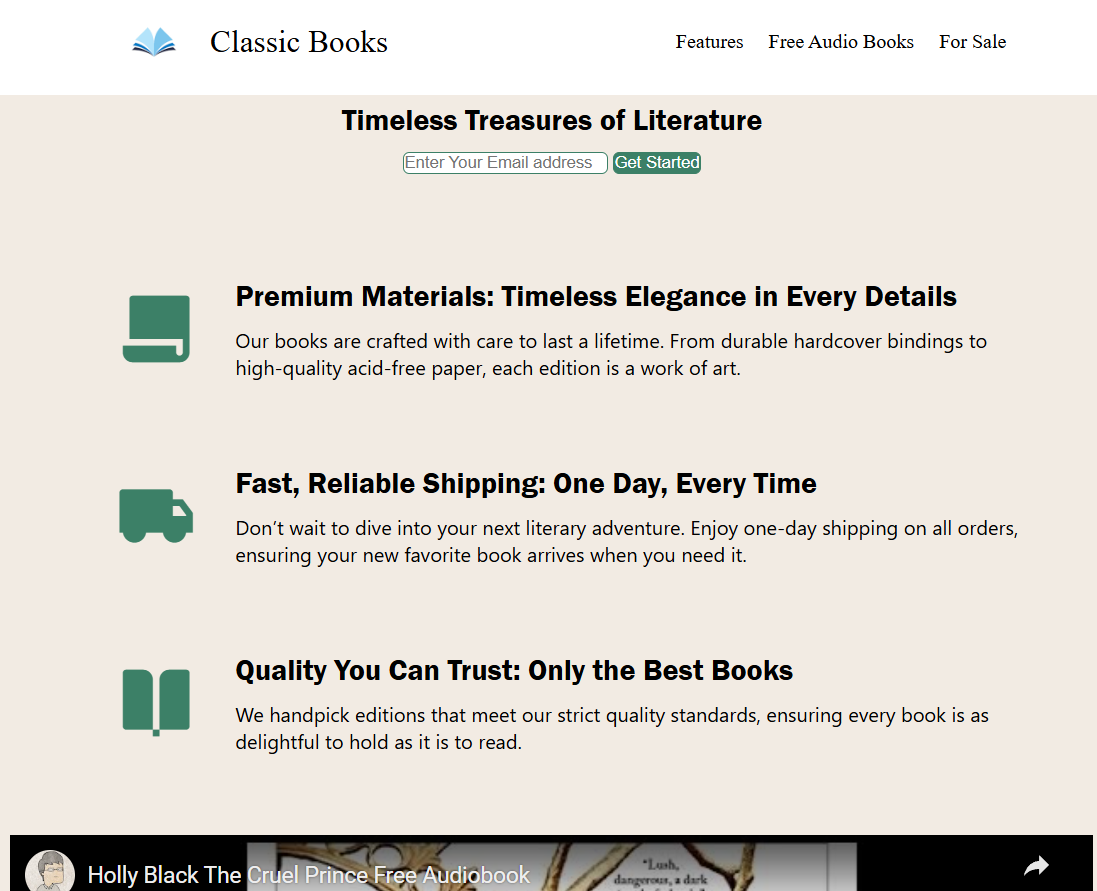 Classic Books
Features Free Audio Books For Sale
Timeless Treasures of Literature
Enter Your Email address Get Started
Premium Materials: Timeless Elegance in Every Details
Our books are crafted with care to last a lifetime. From durable hardcover bindings to
high-quality acid-free paper, each edition is a work of art.
Fast, Reliable Shipping: One Day, Every Time
Don’t wait to dive into your next literary adventure. Enjoy one-day shipping on all orders,
ensuring your new favorite book arrives when you need it.
Quality You Can Trust: Only the Best Books
We handpick editions that meet our strict quality standards, ensuring every book is as
delightful to hold as it is to read.
Holly Black The Cruel Prince Free Audiobook
“Lush,
dangerous, a dark